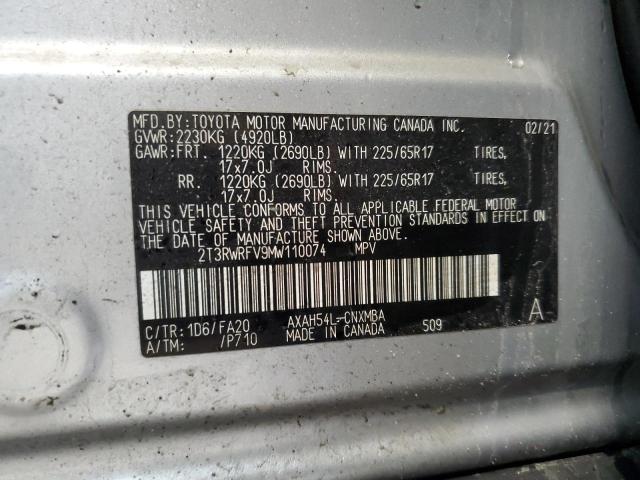 MFD.BY:TOYOTA MOTOR MANUFACTURING CANADA INC. 02/21
GVWR:2230KG (4920LB)
GAWR:FRT. 1220KG (2690LB) WITH 225/65R17 TIRES,
17x7.0J RIMS.
RR. 1220KG (2690LB) WITH 225/65R17 TIRES,
17x7.0J RIMS.
THIS VEHICLE CONFORMS TO ALL APPLICABLE FEDERAL MOTOR
VEHICLE SAFETY AND THEFT PREVENTION STANDARDS IN EFFECT ON
THE DATE OF MANUFACTURE SHOWN ABOVE.
2T3RWRFV9MW110074 MPV
C/TR:1D6/FA20 AXAH54L-CNXMBA A
A/TM: /P710 MADE IN CANADA 509